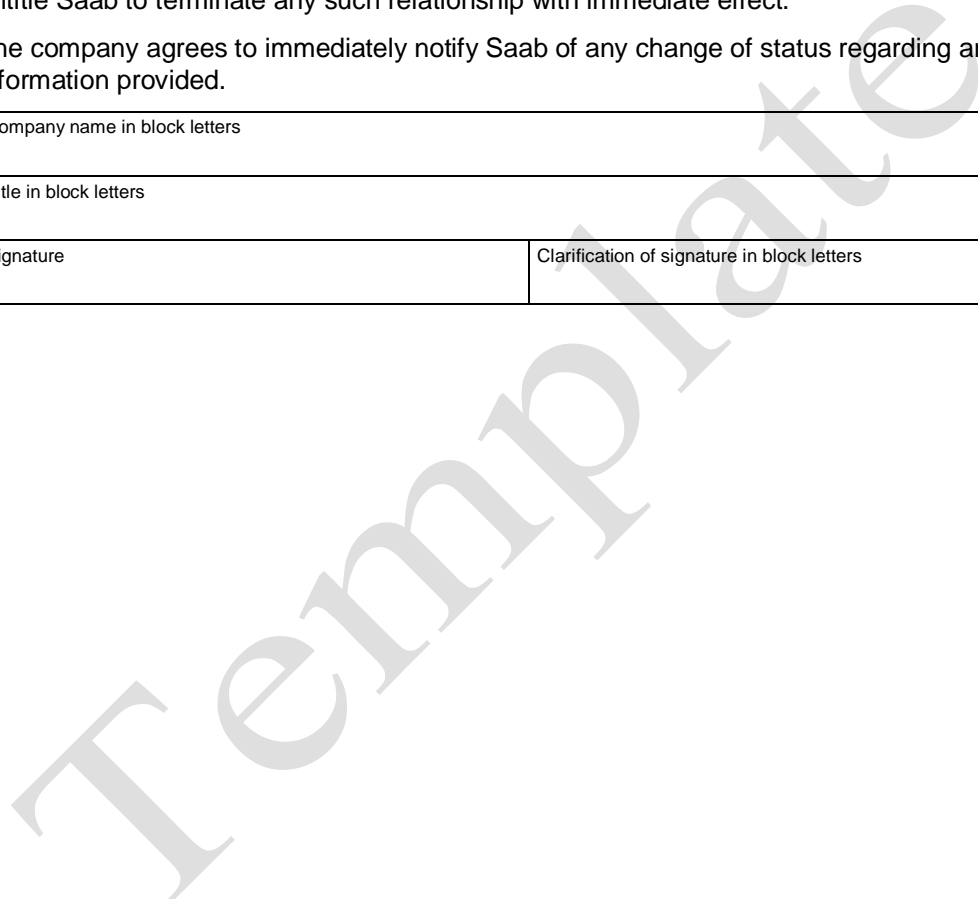 ntitle Saab to terminate any such relationship with immediate effect.
he company agrees to immediately notify Saab of any change of status regarding an
formation provided.
ompany name in block letters
tle in block letters
ignature
Clarification of signature in block letters
Template